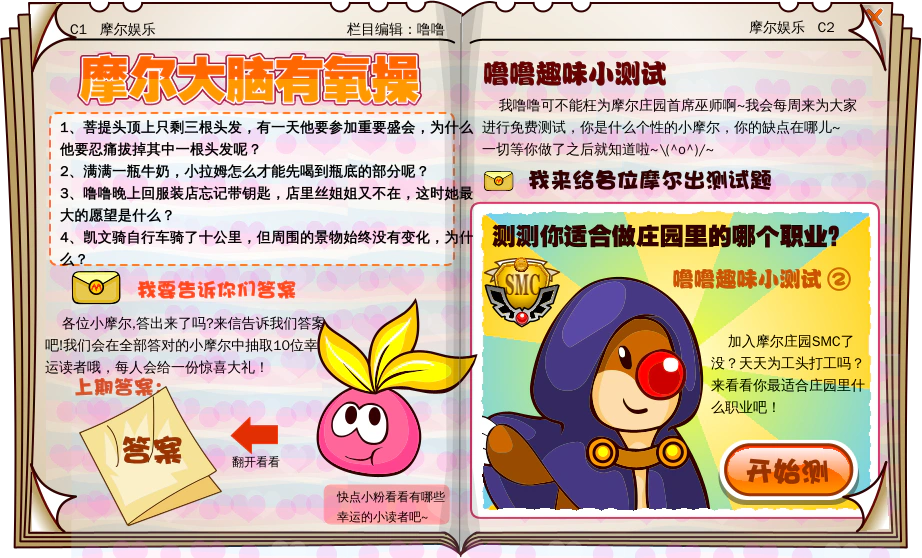 C1 摩尔娱乐
栏目编辑：噜噜
摩尔大脑有氧操
1、菩提头顶上只剩三根头发，有一天他要参加重要盛会，为什么
他要忍痛拔掉其中一根头发呢？
2、满满一瓶牛奶，小拉姆怎么才能先喝到瓶底的部分呢？
3、噜噜晚上回服装店忘记带钥匙，店里丝姐姐又不在，这时她最
大的愿望是什么？
4、凯文骑自行车骑了十公里，但周围的景物始终没有变化，为什
么？
我要告诉你们答案
各位小摩尔,答出来了吗?来信告诉我们答案
吧!我们会在全部答对的小摩尔中抽取10位幸
运读者哦，每人会给一份惊喜大礼！
上期答案:
答案
翻开看看
快点小粉看看有哪些
幸运的小读者吧~
摩尔娱乐 C2
噜噜趣味小测试
我噜噜可不能枉为摩尔庄园首席巫师啊~我会每周来为大家
进行免费测试，你是什么个性的小摩尔，你的缺点在哪儿~
一切等你做了之后就知道啦~\(^o^)/~
我来给各位摩尔出测试题
测测你适合做庄园里的哪个职业？
SMC
噜噜趣味小测试 ②
加入摩尔庄园SMC了
没？天天为工头打工吗？
来看看你最适合庄园里什
么职业吧！
开始测